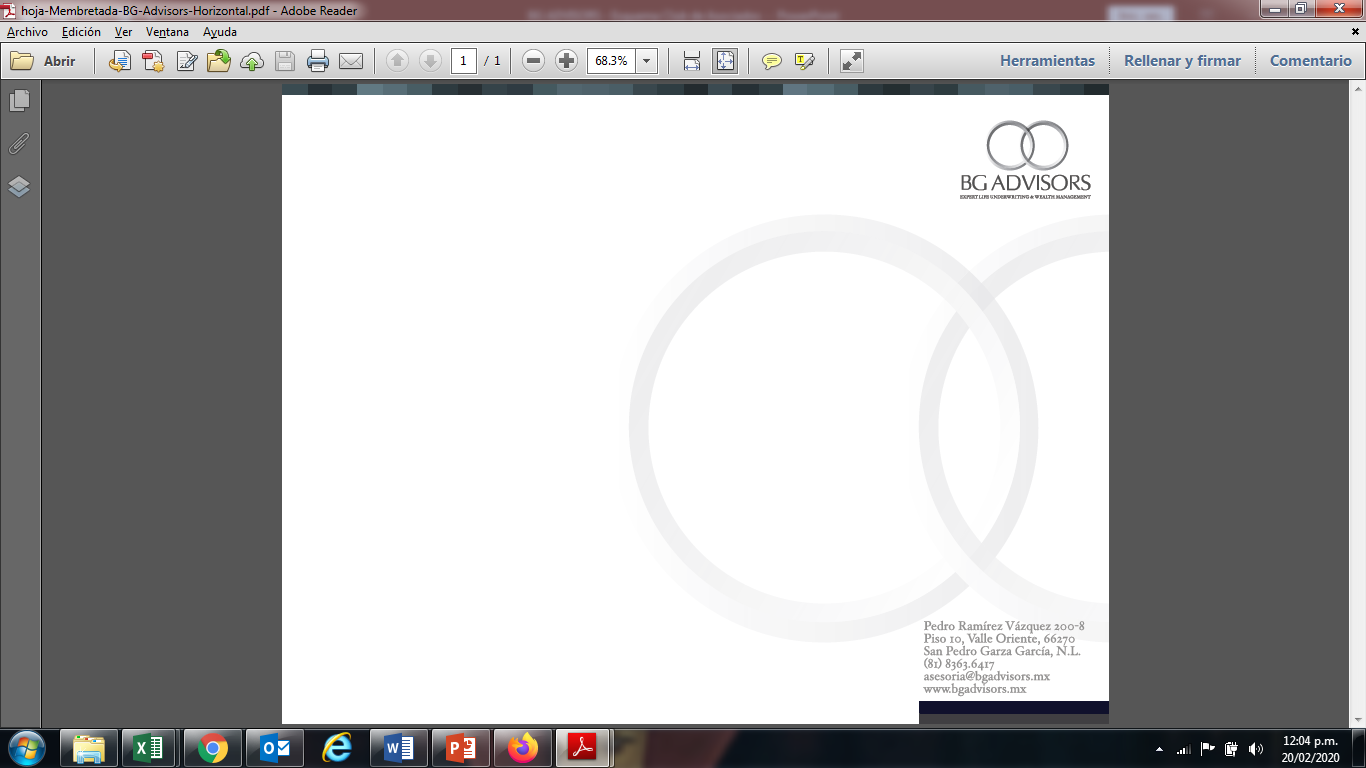 hoja-Membretada-BG-Advisors-Horizontal.pdf - Adobe Reader
Archivo Edición Ver Ventana Ayuda
Abrir 1 / 1 68.3% Herramientas Rellenar y firmar Comentario
BG ADVISORS
EXPERT LIFE UNDERWRITING & WEALTH MANAGEMENT
Pedro Ramírez Vázquez 200-8
Piso 10, Valle Oriente, 66270
San Pedro Garza García, N.L.
(81) 8363.6417
asesoria@bgadvisors.mx
www.bgadvisors.mx
12:04 p.m.
20/02/2020